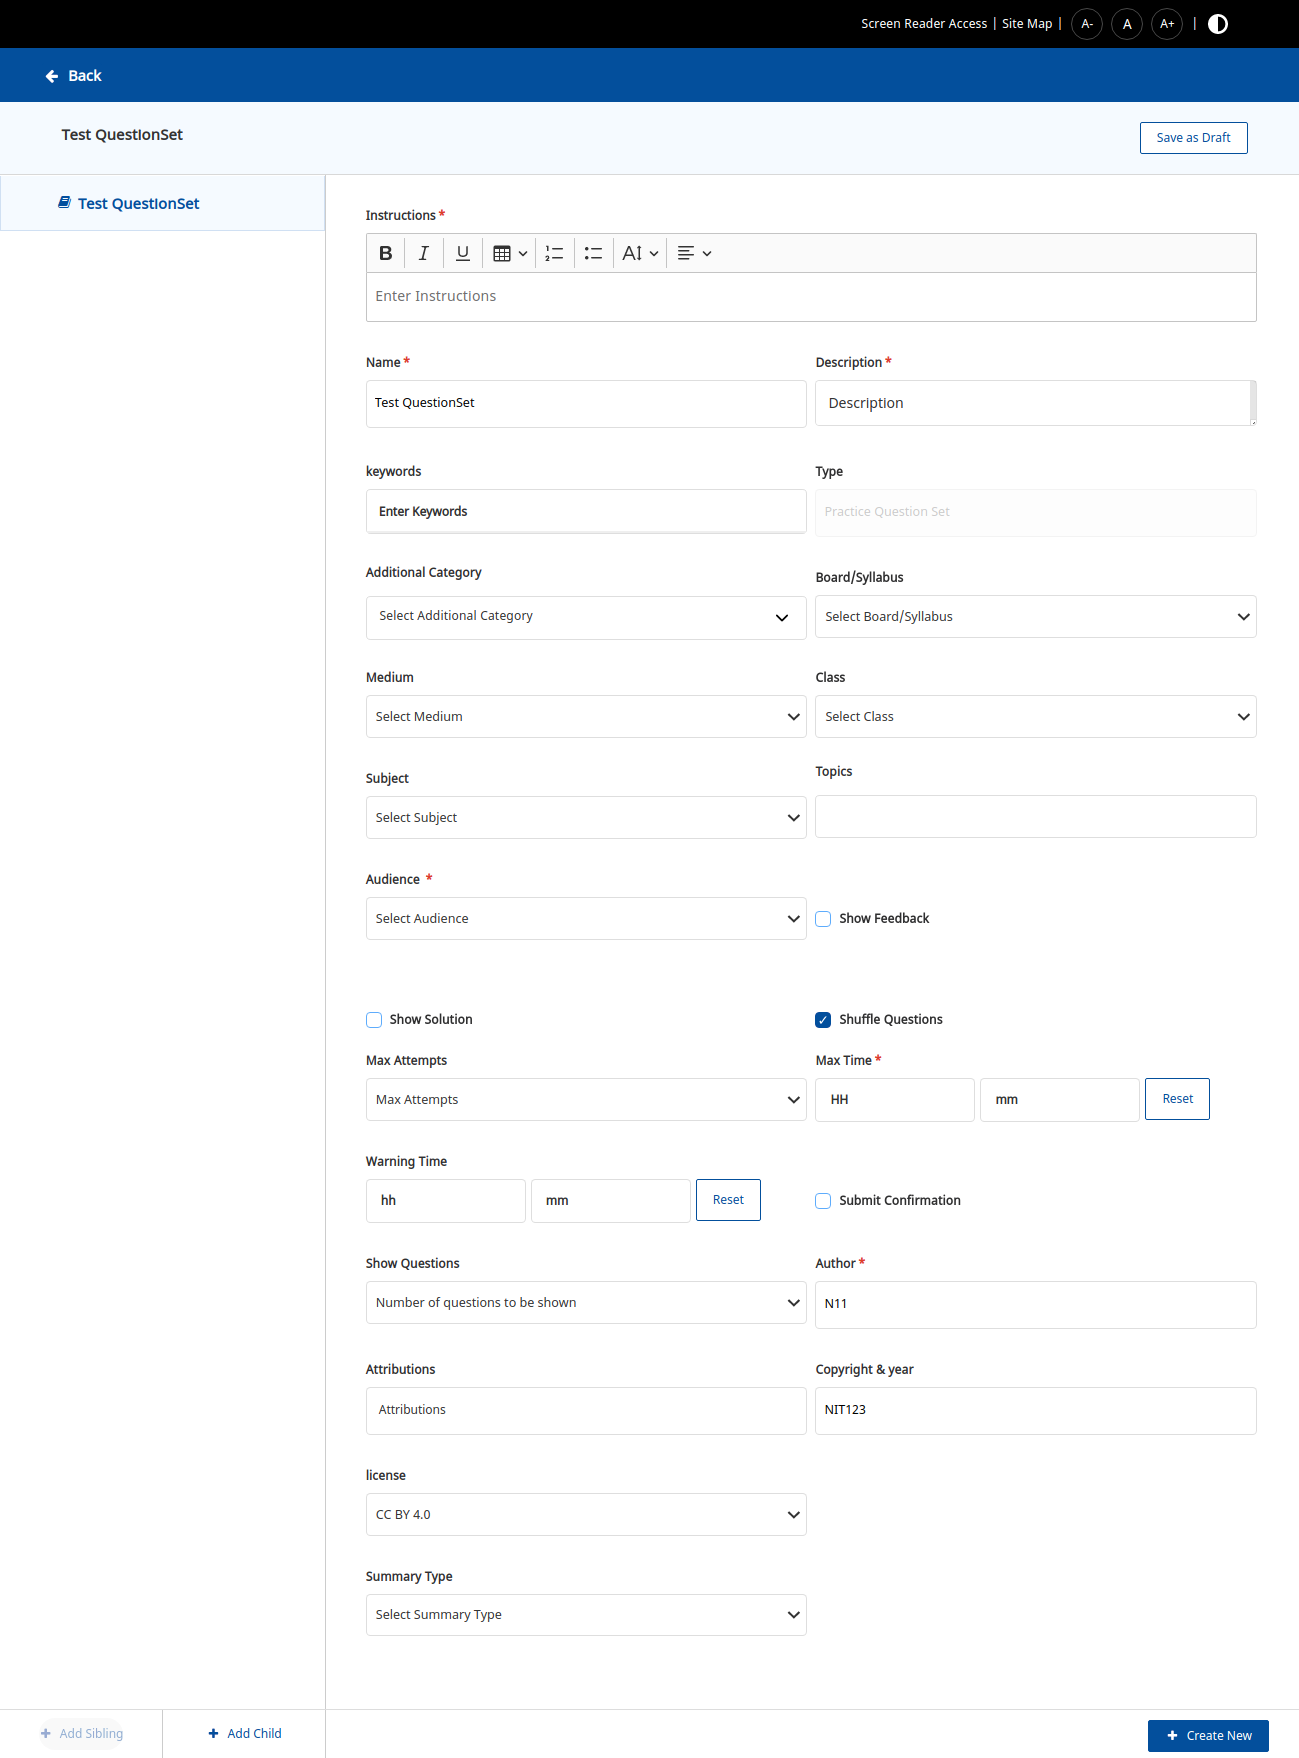 Screen Reader Access | Site Map | A- A A+ |
Back
Test QuestionSet
Save as Draft
Test QuestionSet
Instructions *
Enter Instructions
Name * Description *
Test QuestionSet Description
keywords Type
Enter Keywords Practice Question Set
Additional Category Board/Syllabus
Select Additional Category Select Board/Syllabus
Medium Class
Select Medium Select Class
Subject Topics
Select Subject
Audience *
Select Audience Show Feedback
Show Solution Shuffle Questions
Max Attempts Max Time *
Max Attempts HH mm Reset
Warning Time
hh mm Reset Submit Confirmation
Show Questions Author *
Number of questions to be shown N11
Attributions Copyright & year
Attributions NIT123
license
CC BY 4.0
Summary Type
Select Summary Type
Add Sibling Add Child Create New